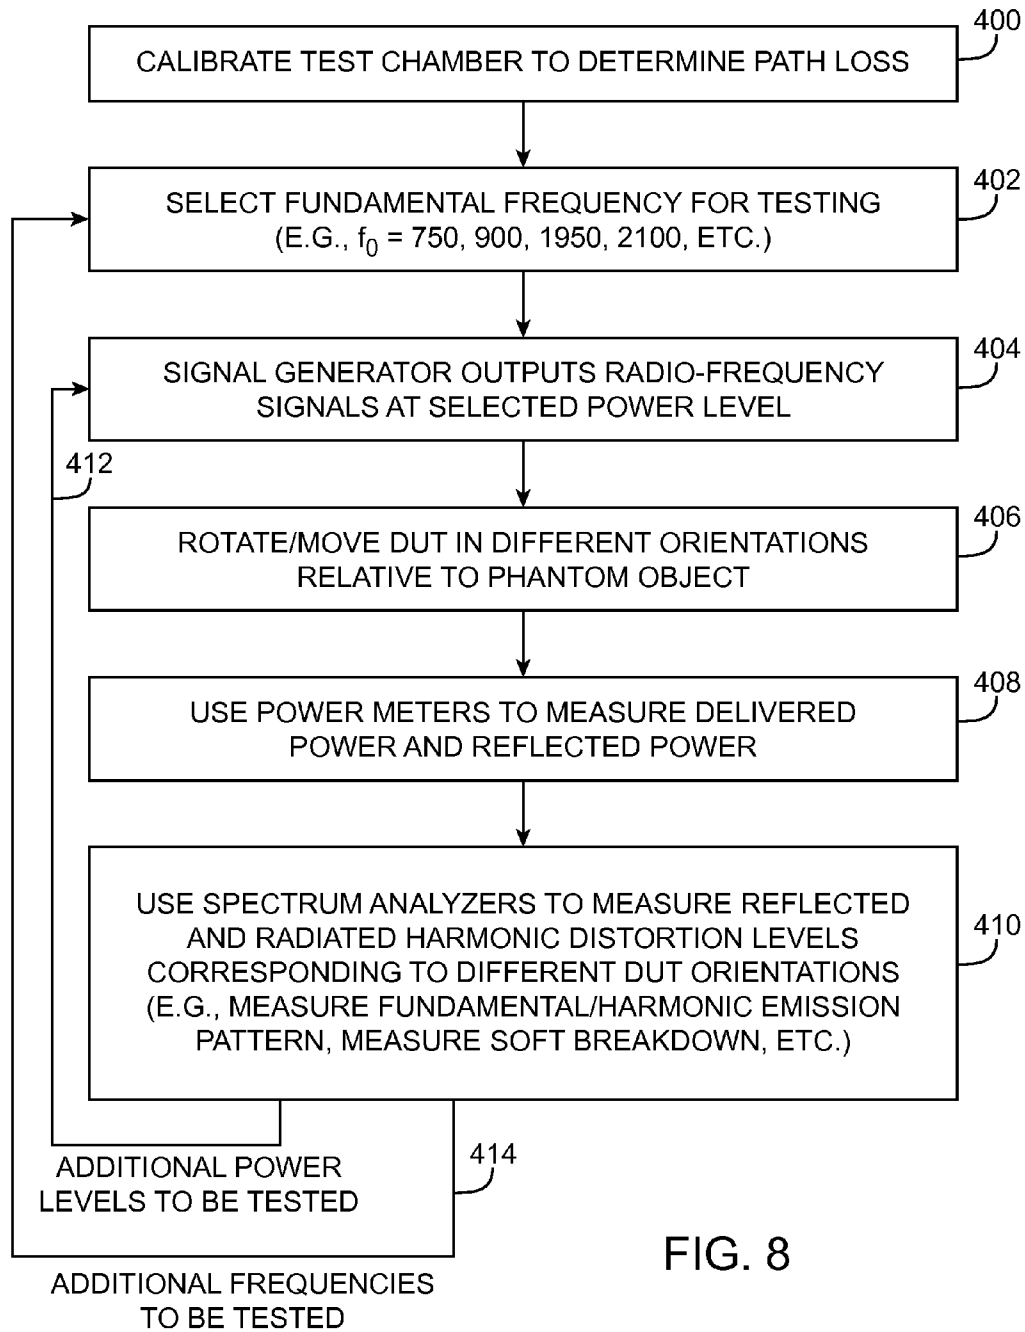 400
CALIBRATE TEST CHAMBER TO DETERMINE PATH LOSS
402
SELECT FUNDAMENTAL FREQUENCY FOR TESTING
(E.G., f0 = 750, 900, 1950, 2100, ETC.)
404
SIGNAL GENERATOR OUTPUTS RADIO-FREQUENCY
SIGNALS AT SELECTED POWER LEVEL
412
406
ROTATE/MOVE DUT IN DIFFERENT ORIENTATIONS
RELATIVE TO PHANTOM OBJECT
408
USE POWER METERS TO MEASURE DELIVERED
POWER AND REFLECTED POWER
410
USE SPECTRUM ANALYZERS TO MEASURE REFLECTED
AND RADIATED HARMONIC DISTORTION LEVELS
CORRESPONDING TO DIFFERENT DUT ORIENTATIONS
(E.G., MEASURE FUNDAMENTAL/HARMONIC EMISSION
PATTERN, MEASURE SOFT BREAKDOWN, ETC.)
ADDITIONAL POWER
LEVELS TO BE TESTED
414
ADDITIONAL FREQUENCIES
TO BE TESTED
FIG. 8